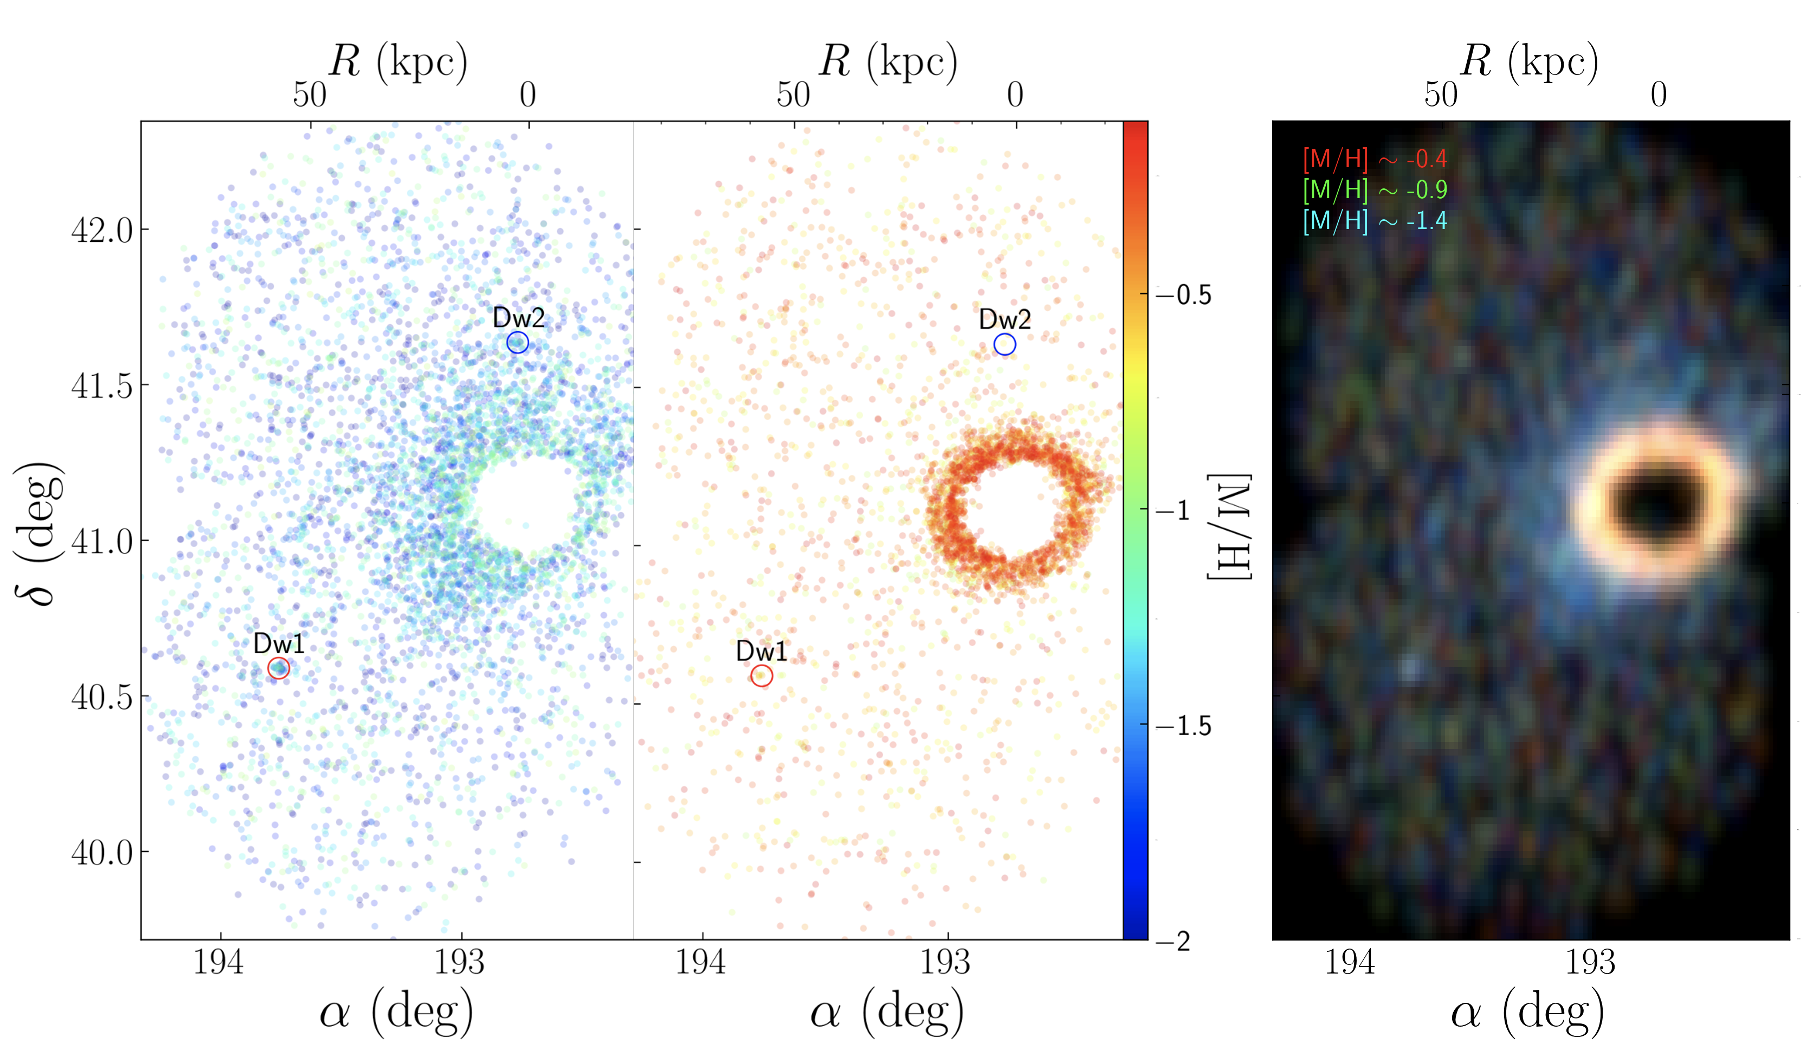 R (kpc)
50 0
R (kpc)
50 0
R (kpc)
50 0
42.0
41.5
41.0
40.5
40.0
δ (deg)
Dw2
Dw1
194 193
α (deg)
Dw2
Dw1
194 193
α (deg)
−0.5
−1
−1.5
−2
[M/H]
[M/H] ∼ -0.4
[M/H] ∼ -0.9
[M/H] ∼ -1.4
194 193
α (deg)